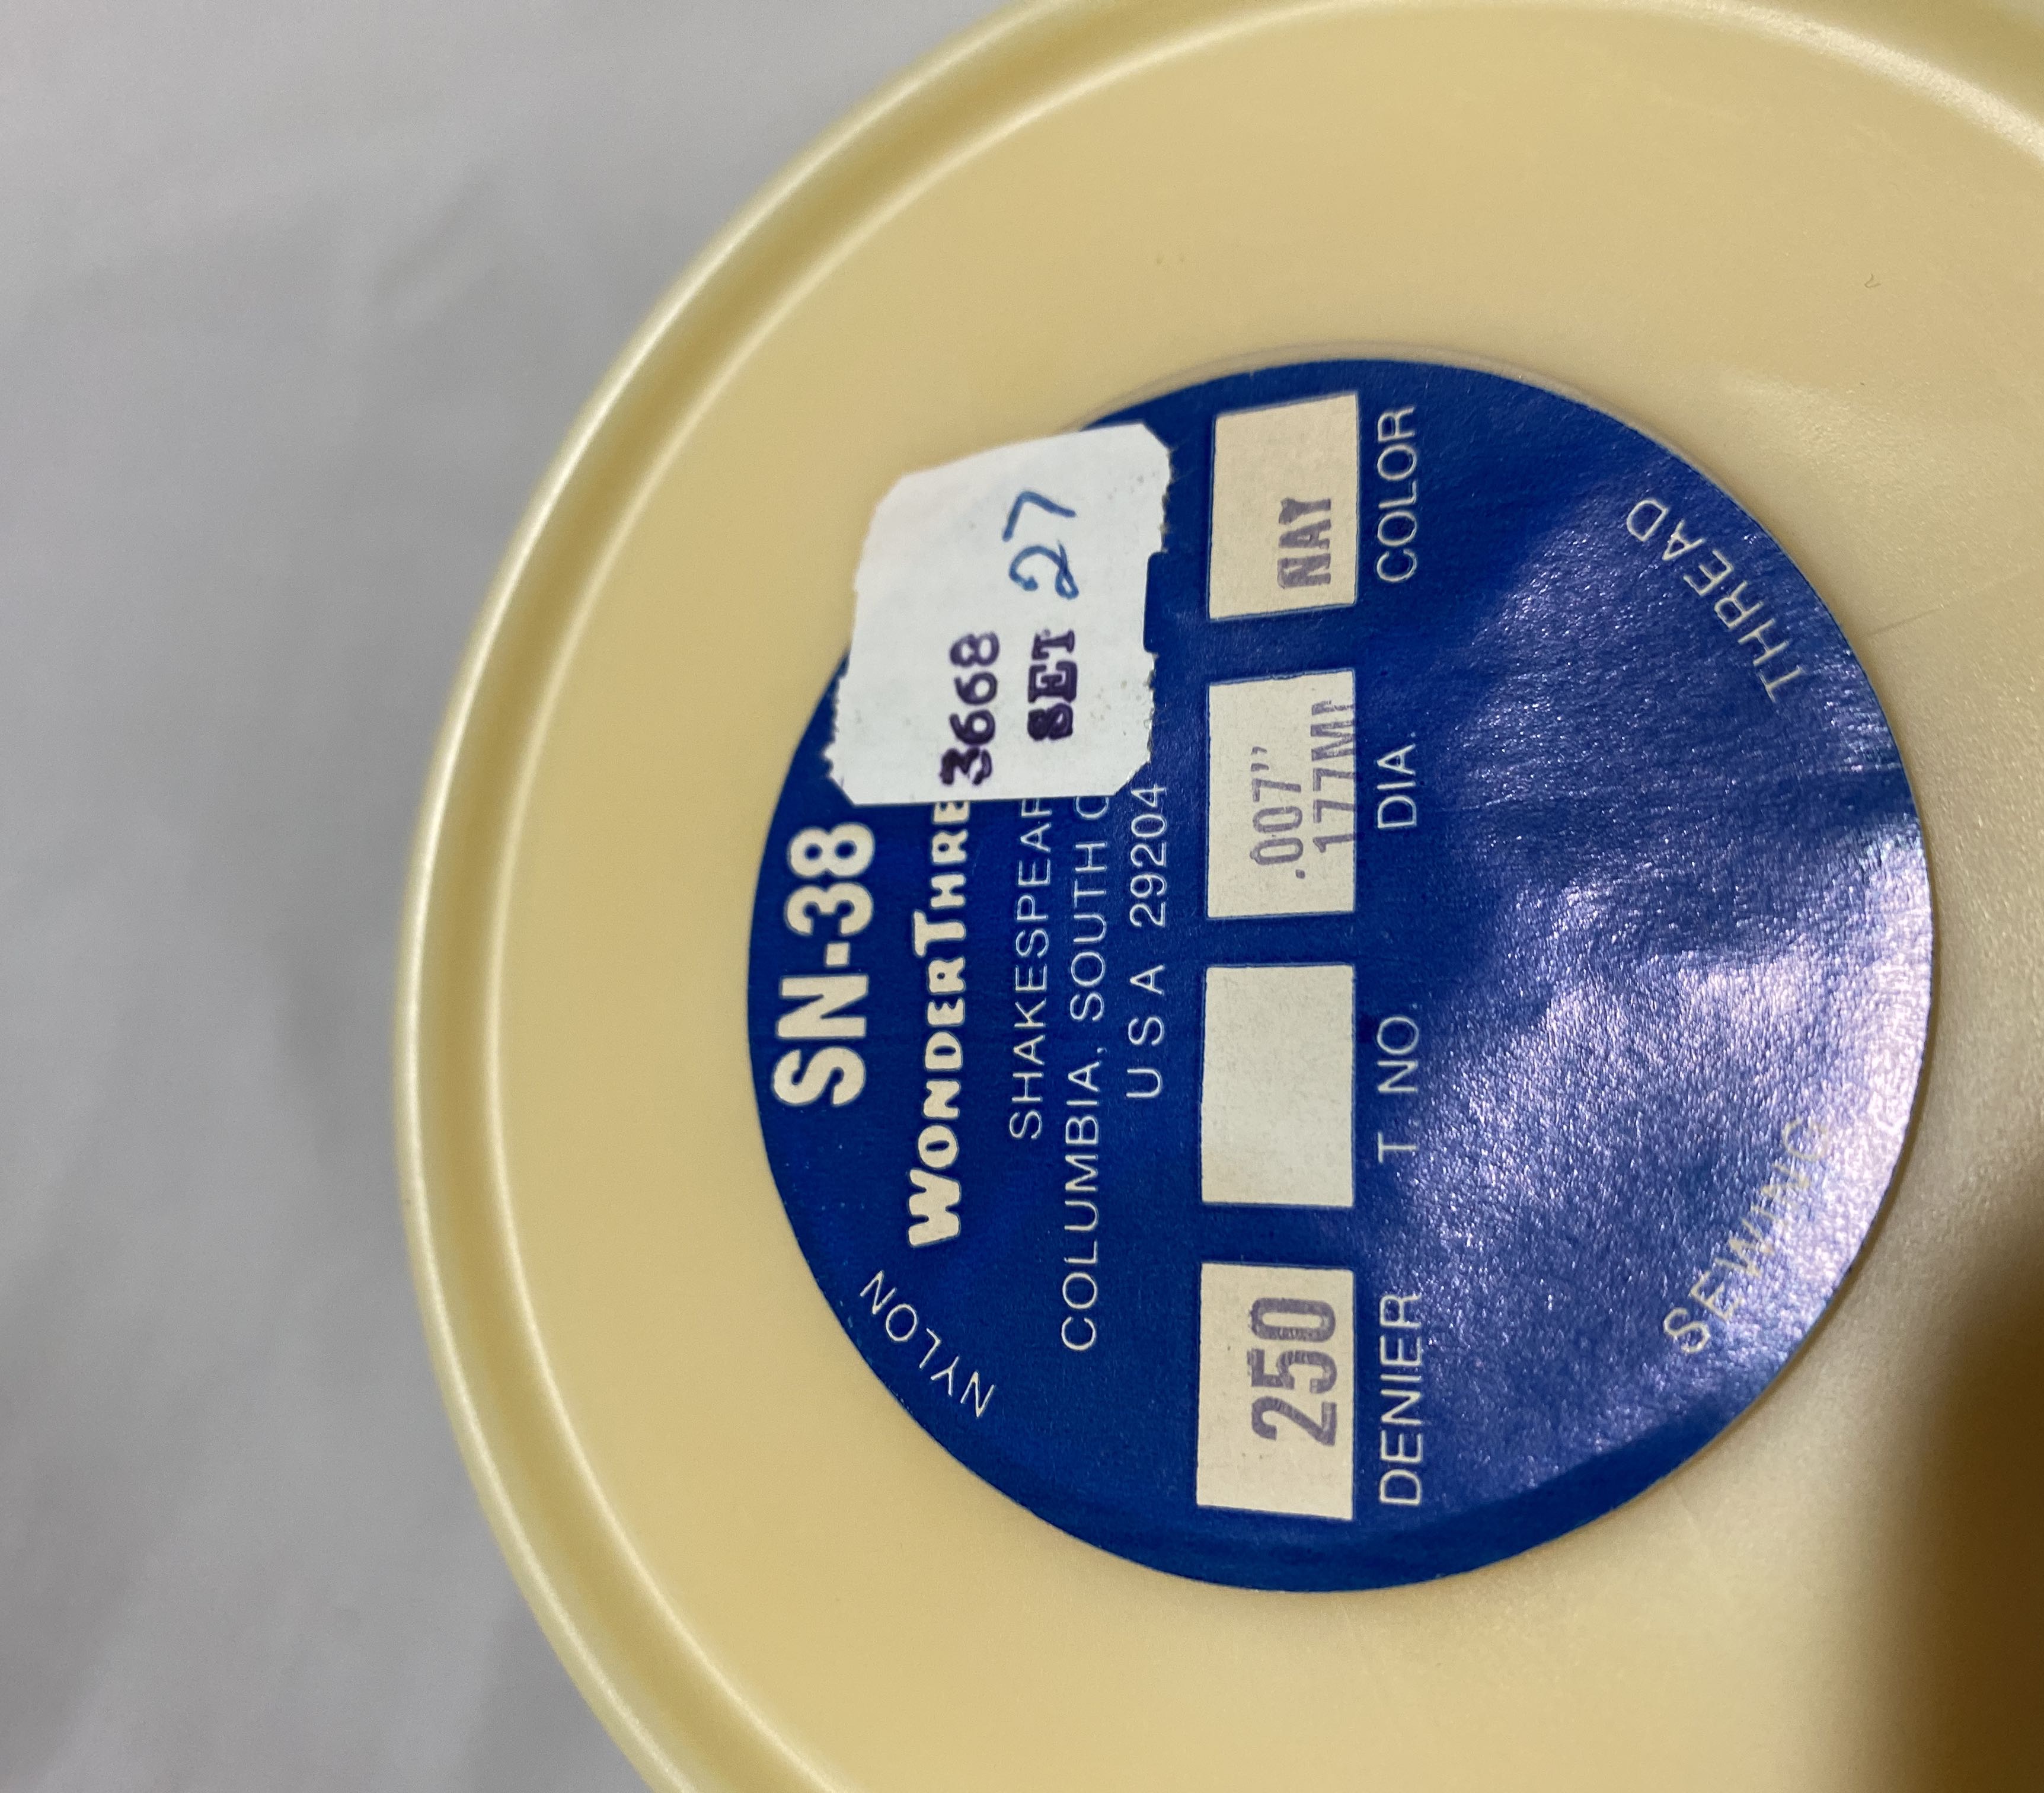 SN-38
NYLON
WONDERTHRE
3668
SET 27
SHAKESPEAR
COLUMBIA, SOUTH C
U S A 29204
250
.007"
177MI
NAY
DENIER T. NO. DIA. COLOR
SEWING THREAD